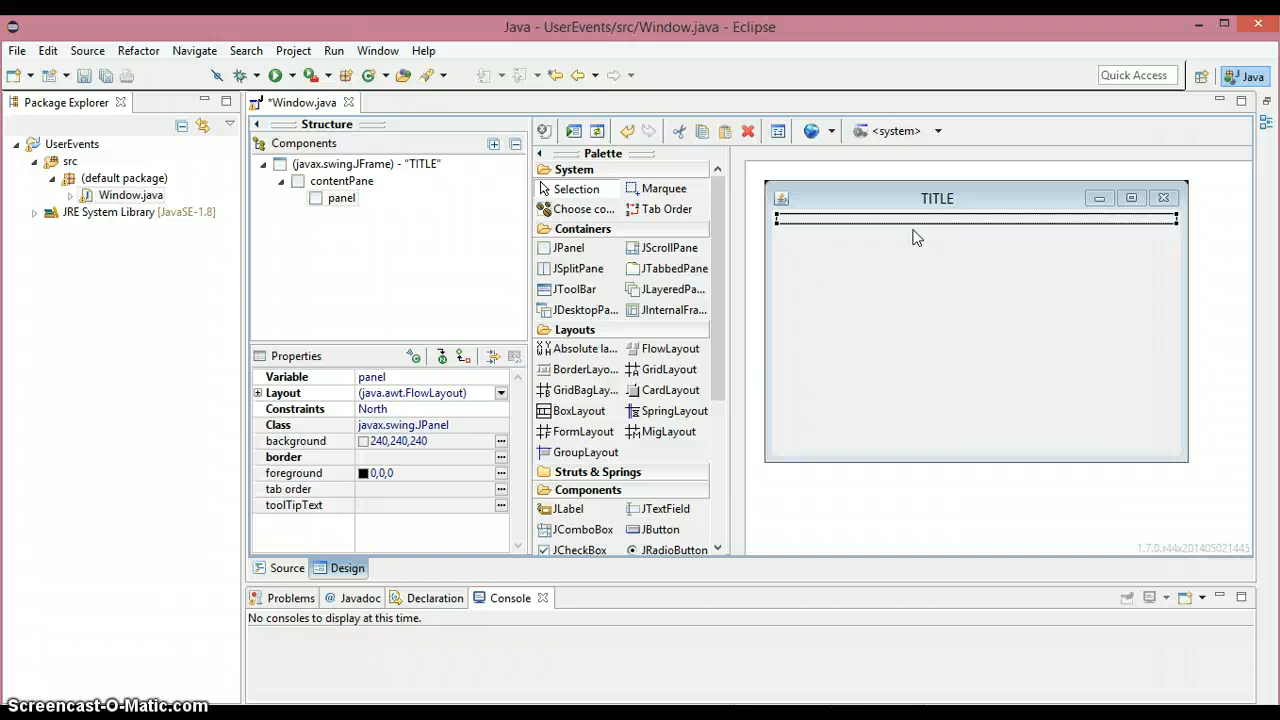 Java - UserEvents/src/Window.java - Eclipse
File Edit Source Refactor Navigate Search Project Run Window Help
Quick Access
Java
Package Explorer
UserEvents
src
(default package)
Window.java
JRE System Library [JavaSE-1.8]
*Window.java
Structure
Components
(javax.swing.JFrame) - "TITLE"
contentPane
panel
Properties
Variable panel
Layout (java.awt.FlowLayout)
Constraints North
Class javax.swing.JPanel
background 240,240,240
border
foreground 0,0,0
tab order
toolTipText
<system>
Palette
System
Selection Marquee
Choose co... Tab Order
Containers
JPanel JScrollPane
JSplitPane JTabbedPane
JToolBar JLayeredPa...
JDesktopPa... JInternalFra...
Layouts
Absolute la... FlowLayout
BorderLayo... GridLayout
GridBagLay... CardLayout
BoxLayout SpringLayout
FormLayout MigLayout
GroupLayout
Struts & Springs
Components
JLabel JTextField
JComboBox JButton
JCheckBox JRadioButton
TITLE
1.7.0.r44x201405021445
Source Design
Problems Javadoc Declaration Console
No consoles to display at this time.
Screencast-O-Matic.com